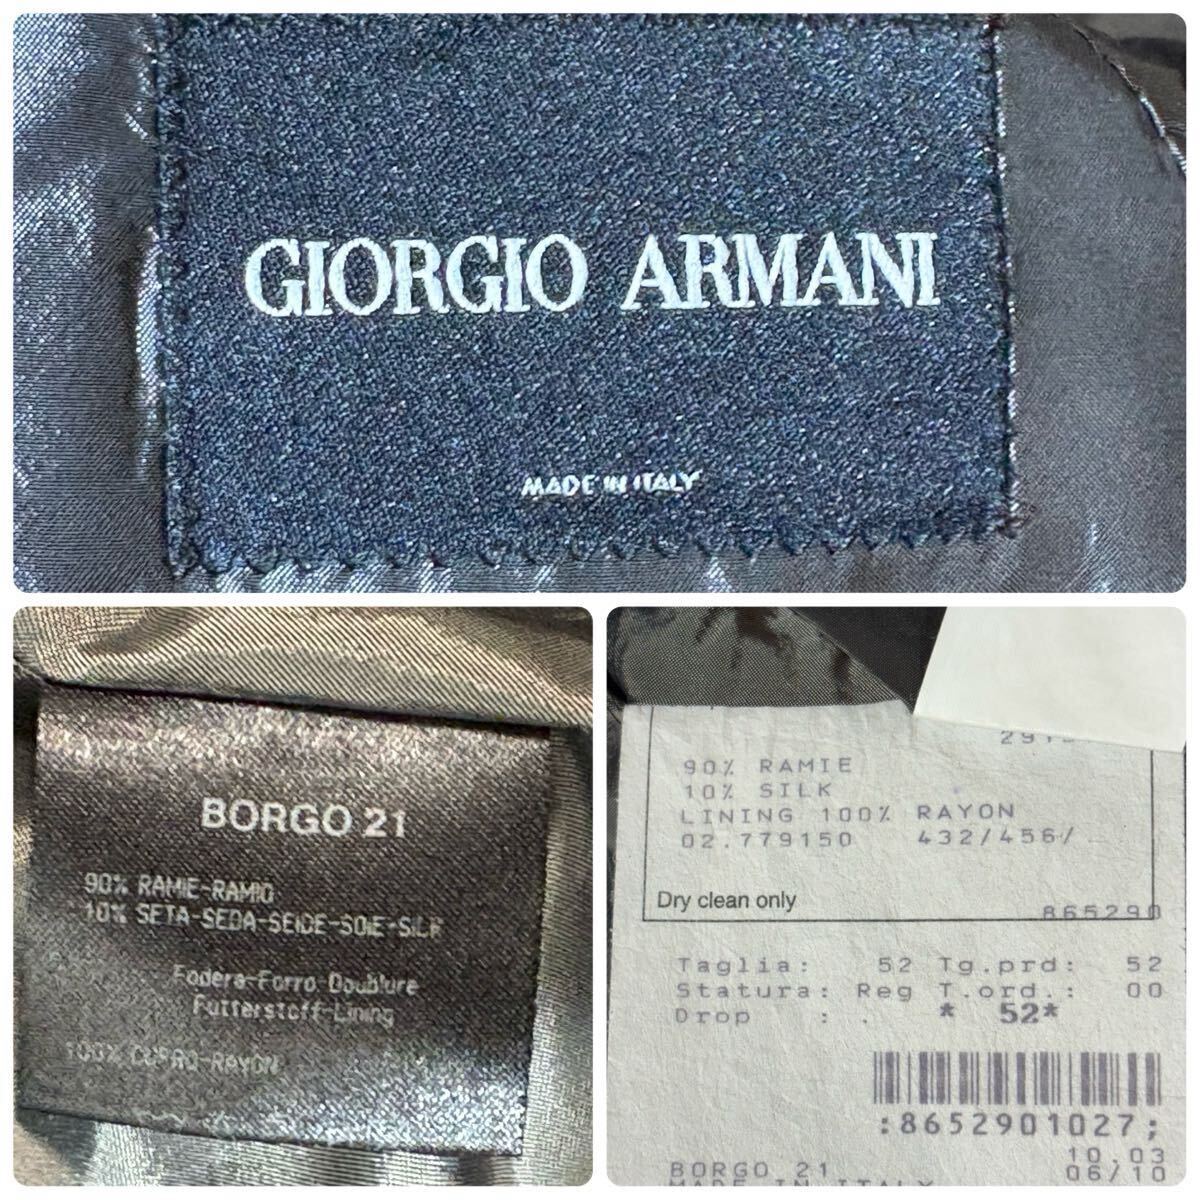 GIORGIO ARMANI
MADE IN ITALY
BORGO 21
90% RAMIE-RAMIO
10% SETA-SEDA-SEIDE-SOIE-SILK
Fodera-Forro-Doublure
Futterstoff-Lining
100% CUPRO-RAYON
90% RAMIE
10% SILK
LINING 100% RAYON
02.779150 432/456/
Dry clean only
865290
Taglia: 52 Tg.prd: 52
Statura: Reg T.ord.: 00
Drop : . * 52*
:8652901027;
10.03
BORGO 21 06/10
MADE IN ITALY